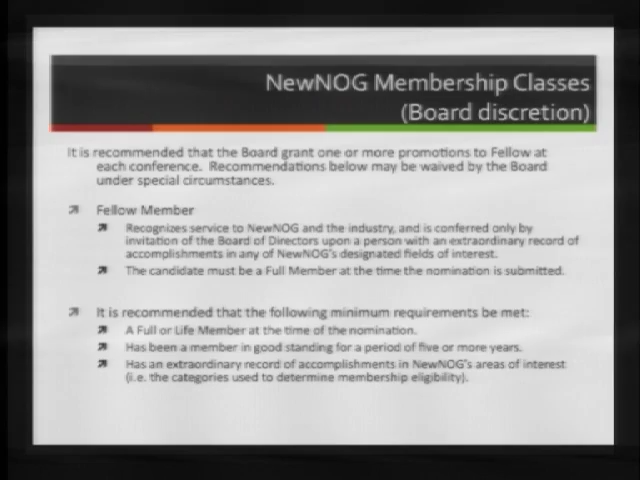 NewNOG Membership Classes
(Board discretion)
It is recommended that the Board grant one or more promotions to Fellow at
each conference. Recommendations below may be waived by the Board
under special circumstances.
Fellow Member
Recognizes service to NewNOG and the industry, and is conferred only by
invitation of the Board of Directors upon a person with an extraordinary record of
accomplishments in any of NewNOG's designated fields of interest.
The candidate must be a Full Member at the time the nomination is submitted.
It is recommended that the following minimum requirements be met:
A Full or Life Member at the time of the nomination.
Has been a member in good standing for a period of five or more years.
Has an extraordinary record of accomplishments in NewNOG's areas of interest
(i.e. the categories used to determine membership eligibility).